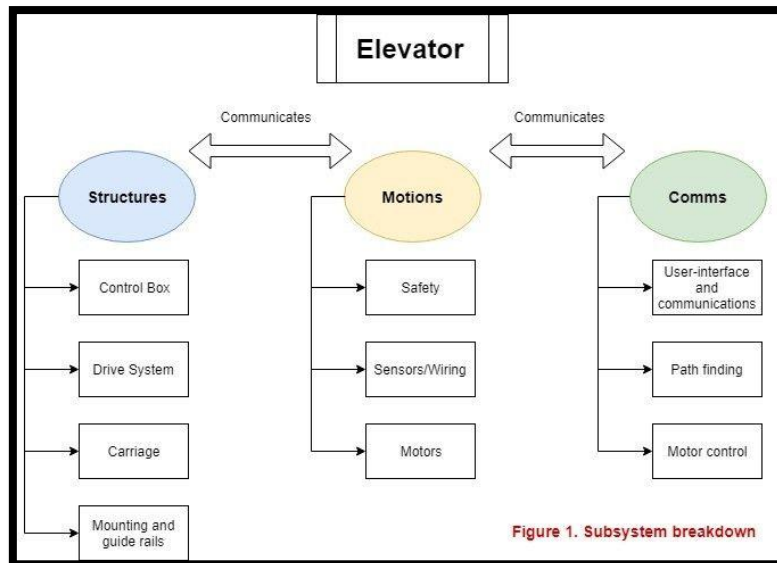 Elevator
Communicates
Communicates
Structures
Motions
Comms
Control Box
Drive System
Carriage
Mounting and
guide rails
Safety
Sensors/Wiring
Motors
User-interface
and
communications
Path finding
Motor control
Figure 1. Subsystem breakdown